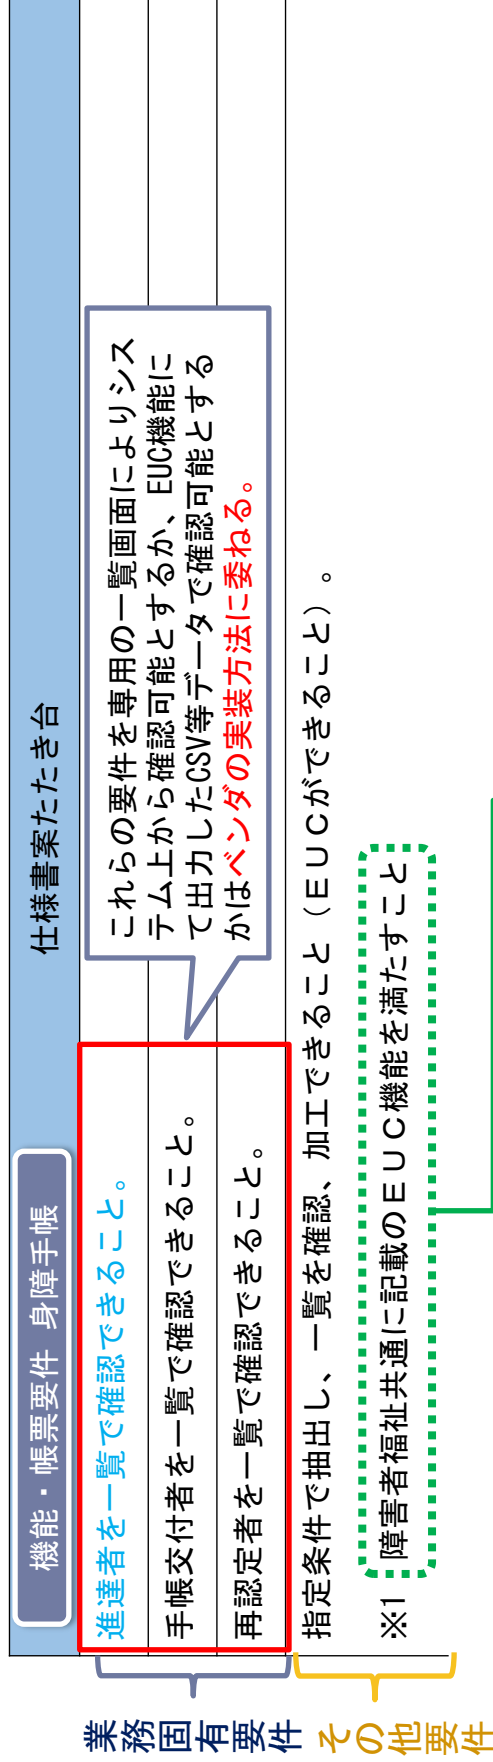 仕様書案たたき台
機能・帳票要件 身障手帳
業務固有要件
進達者を一覧で確認できること。
手帳交付者を一覧で確認できること。
再認定者を一覧で確認できること。
これらの要件を専用の一覧画面によりシス
テム上から確認可能とするか、EUC機能に
て出力したCSV等データで確認可能とする
かはベンダの実装方法に委ねる。
その他要件
指定条件で抽出し、一覧を確認、加工できること（ＥＵＣができること）。
※1 障害者福祉共通に記載のＥＵＣ機能を満たすこと